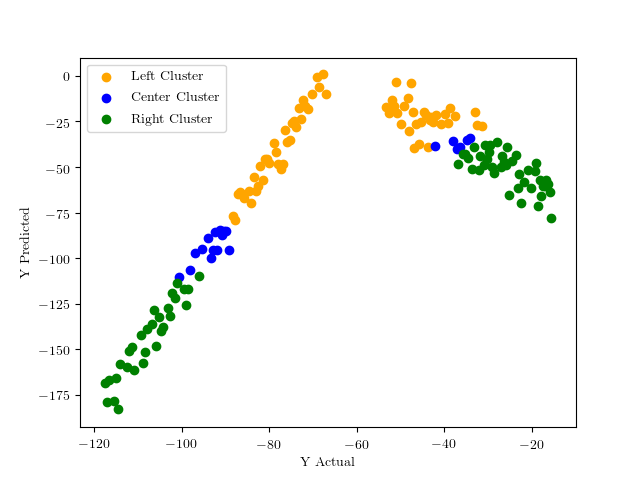 Left Cluster
Center Cluster
Right Cluster
0
−25
−50
−75
−100
−125
−150
−175
Y Predicted
−120 −100 −80 −60 −40 −20
Y Actual